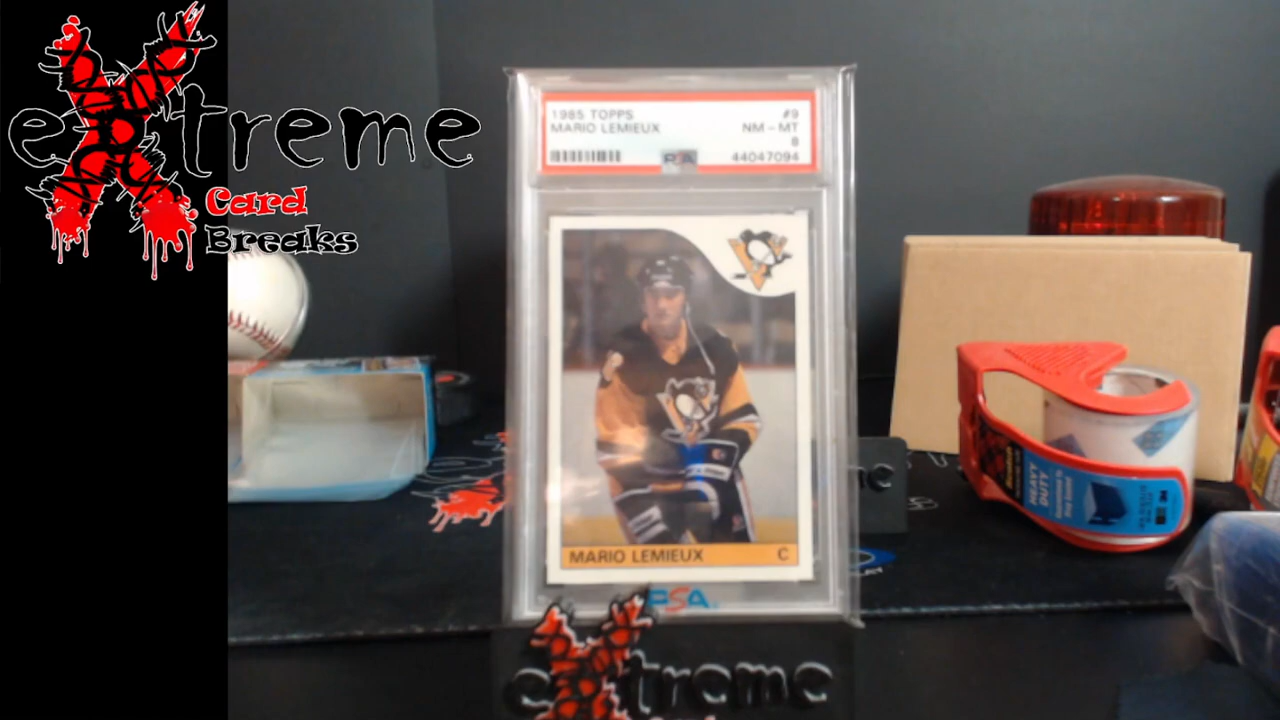 extreme
Card
Breaks
1985 TOPPS #9
MARIO LEMIEUX NM - MT
8
PSA 44047094
MARIO LEMIEUX C
PSA
extreme
HEAVY
DUTY